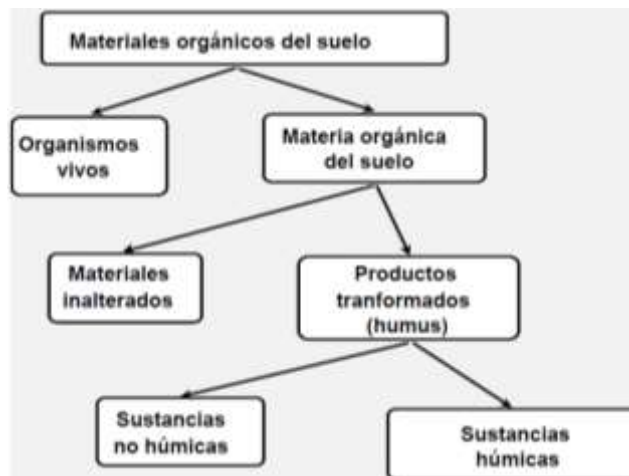 Materiales orgánicos del suelo
Organismos
vivos
Materia orgánica
del suelo
Materiales
inalterados
Productos
tranformados
(humus)
Sustancias
no húmicas
Sustancias
húmicas